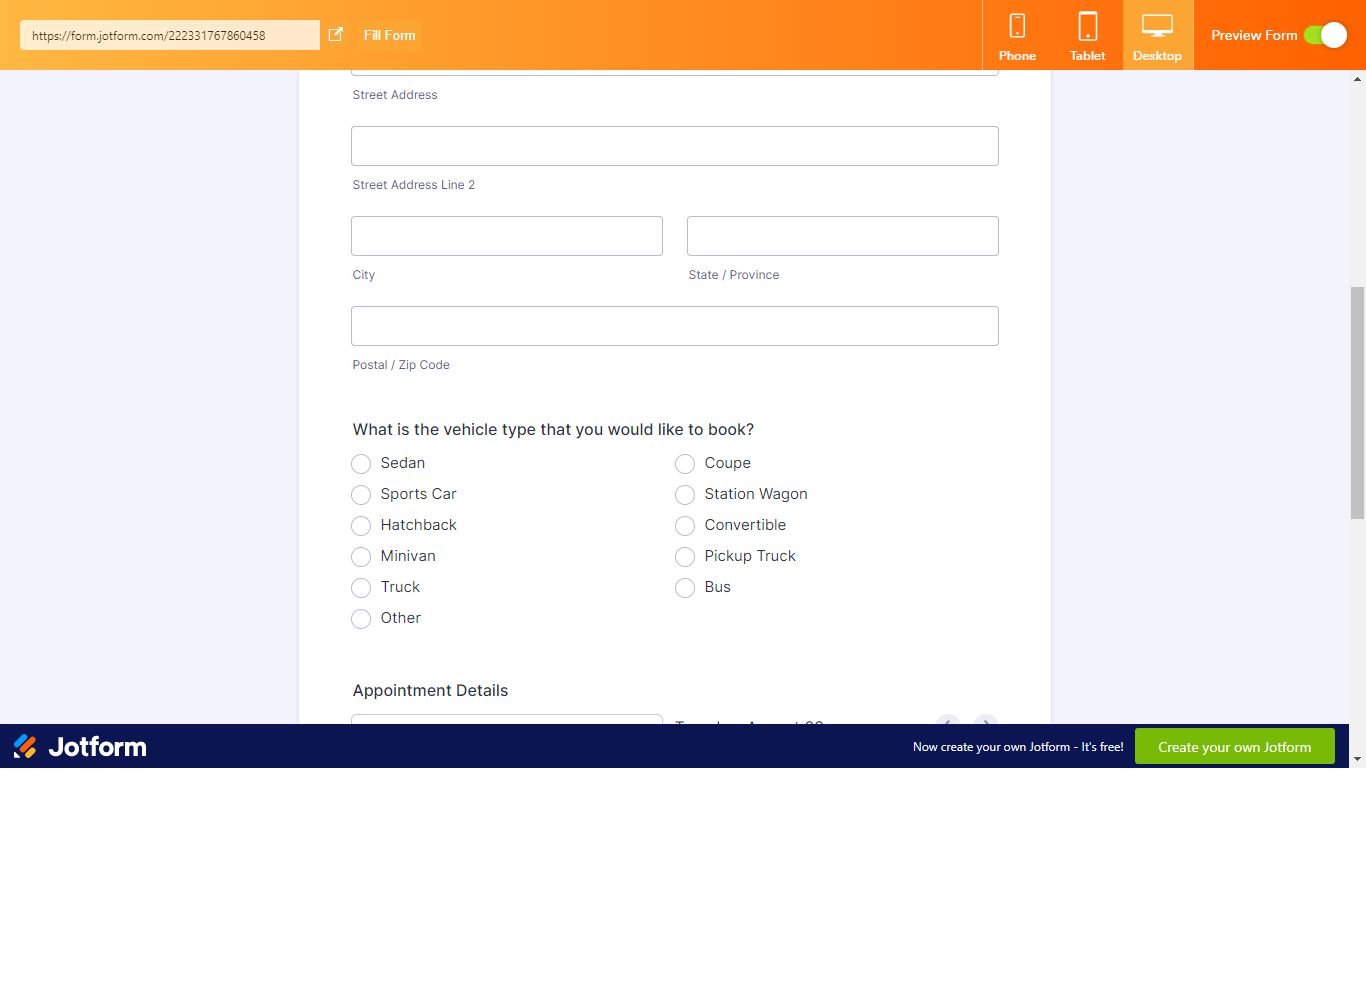 https://form.jotform.com/222331767860458
Fill Form
Phone
Tablet
Desktop
Preview Form
Street Address
Street Address Line 2
City
State / Province
Postal / Zip Code
What is the vehicle type that you would like to book?
Sedan
Coupe
Sports Car
Station Wagon
Hatchback
Convertible
Minivan
Pickup Truck
Truck
Bus
Other
Appointment Details
Jotform
Now create your own Jotform - It's free!
Create your own Jotform